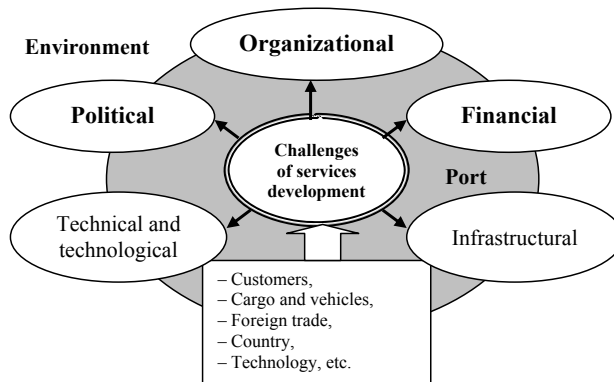 Environment
Organizational
Political
Financial
Challenges
of services
development
Port
Technical and
technological
Infrastructural
– Customers,
– Cargo and vehicles,
– Foreign trade,
– Country,
– Technology, etc.